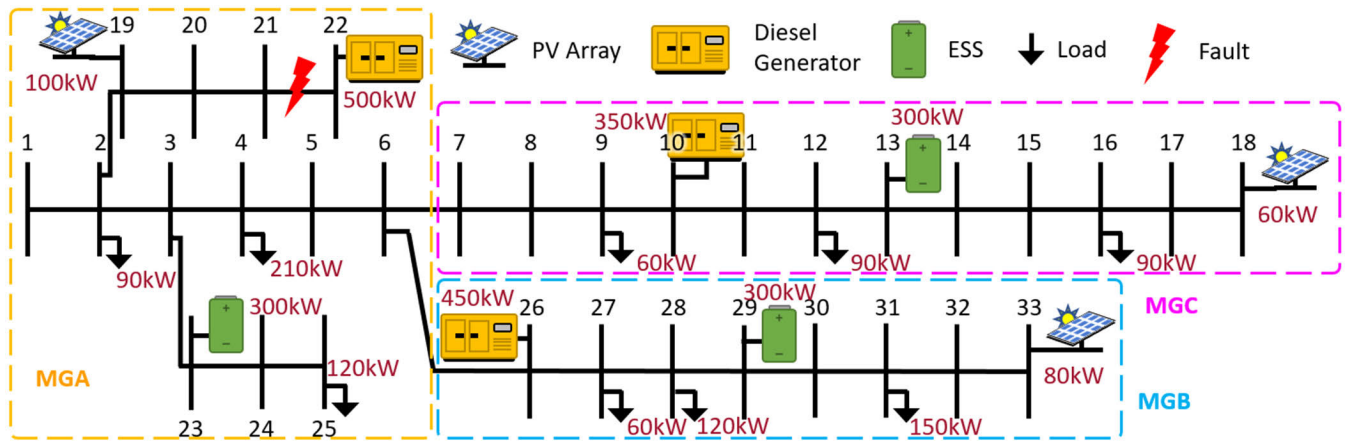 19 20 21 22
100kW
500kW
PV Array
Diesel
Generator
ESS
Load
Fault
1 2 3 4 5 6 7 8 9 10 11 12 13 14 15 16 17 18
350kW
300kW
90kW
210kW
60kW
90kW
90kW
60kW
300kW
120kW
MGA
23 24 25
450kW
300kW
26 27 28 29 30 31 32 33
60kW
120kW
150kW
80kW
MGC
MGB